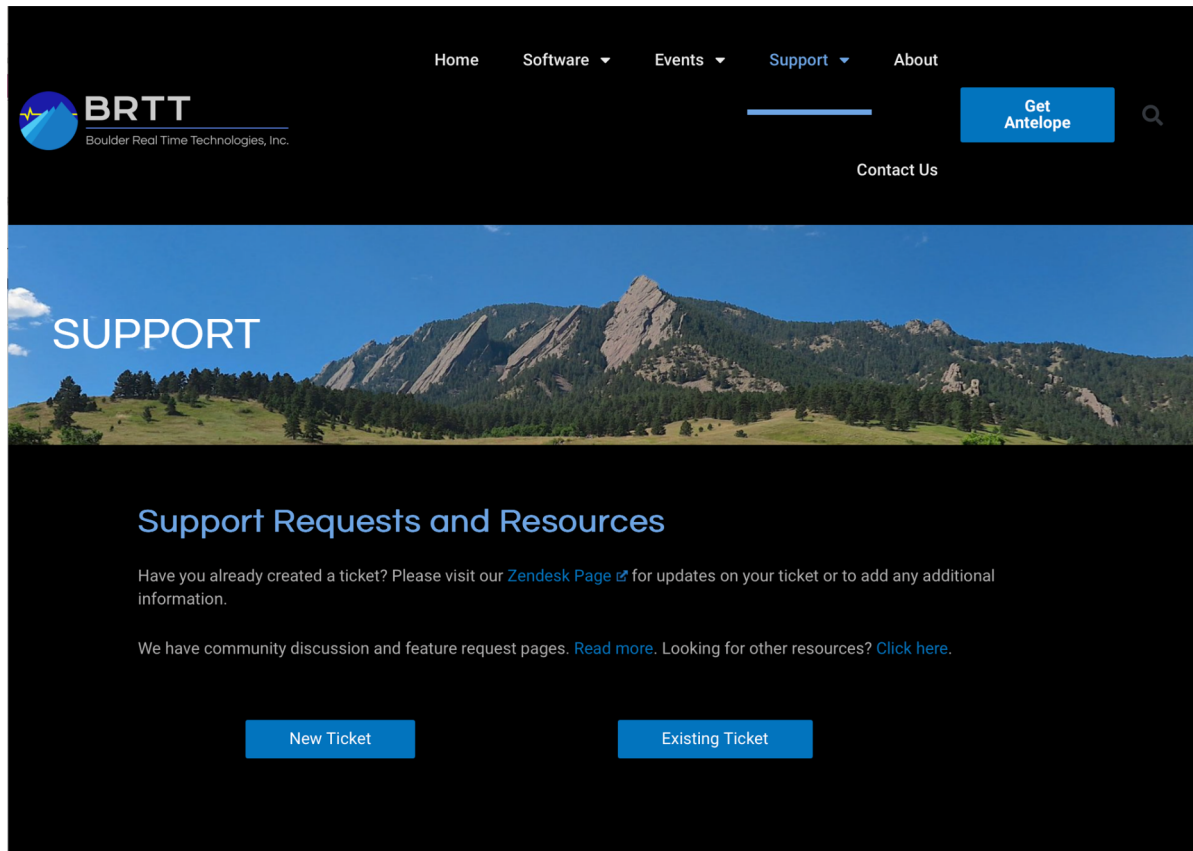 Home
Software
Events
Support
About
BRTT
Boulder Real Time Technologies, Inc.
Get
Antelope
Contact Us
SUPPORT
Support Requests and Resources
Have you already created a ticket? Please visit our Zendesk Page for updates on your ticket or to add any additional
information.
We have community discussion and feature request pages. Read more. Looking for other resources? Click here.
New Ticket
Existing Ticket